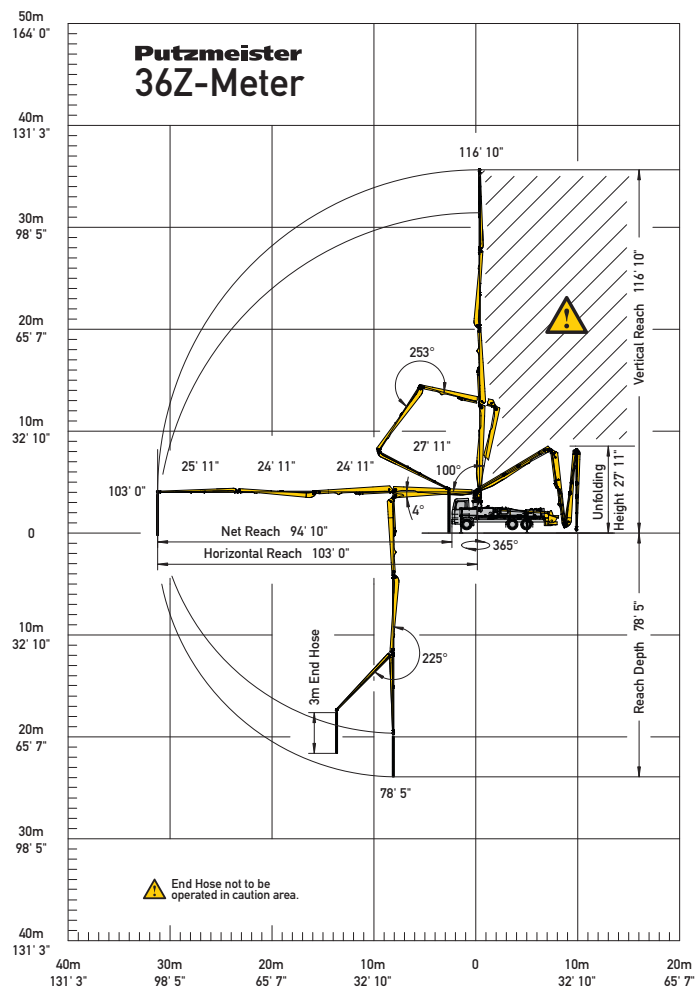 50m
164' 0"
Putzmeister
36Z-Meter
40m
131' 3"
116' 10"
30m
98' 5"
Vertical Reach 116' 10"
20m
65' 7"
253°
10m
32' 10"
27' 11"
25' 11"
24' 11"
24' 11"
100°
Unfolding
Height 27' 11"
103' 0"
4°
0
Net Reach 94' 10"
365°
Horizontal Reach 103' 0"
10m
32' 10"
225°
3m End Hose
Reach Depth 78' 5"
20m
65' 7"
78' 5"
30m
98' 5"
End Hose not to be
operated in caution area.
40m
131' 3"
40m
131' 3"
30m
98' 5"
20m
65' 7"
10m
32' 10"
0
10m
32' 10"
20m
65' 7"